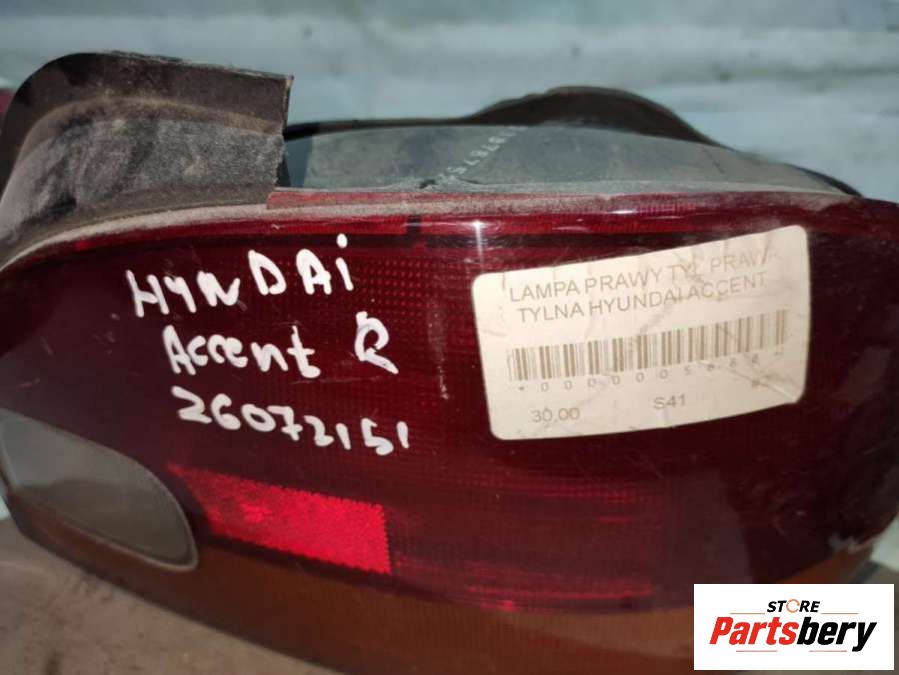 HYNDAi
Accent R
26072151
LAMPA PRAWY TYŁ PRAWA
TYLNA HYUNDAI ACCENT
30,00
S41
STORE
Partsbery